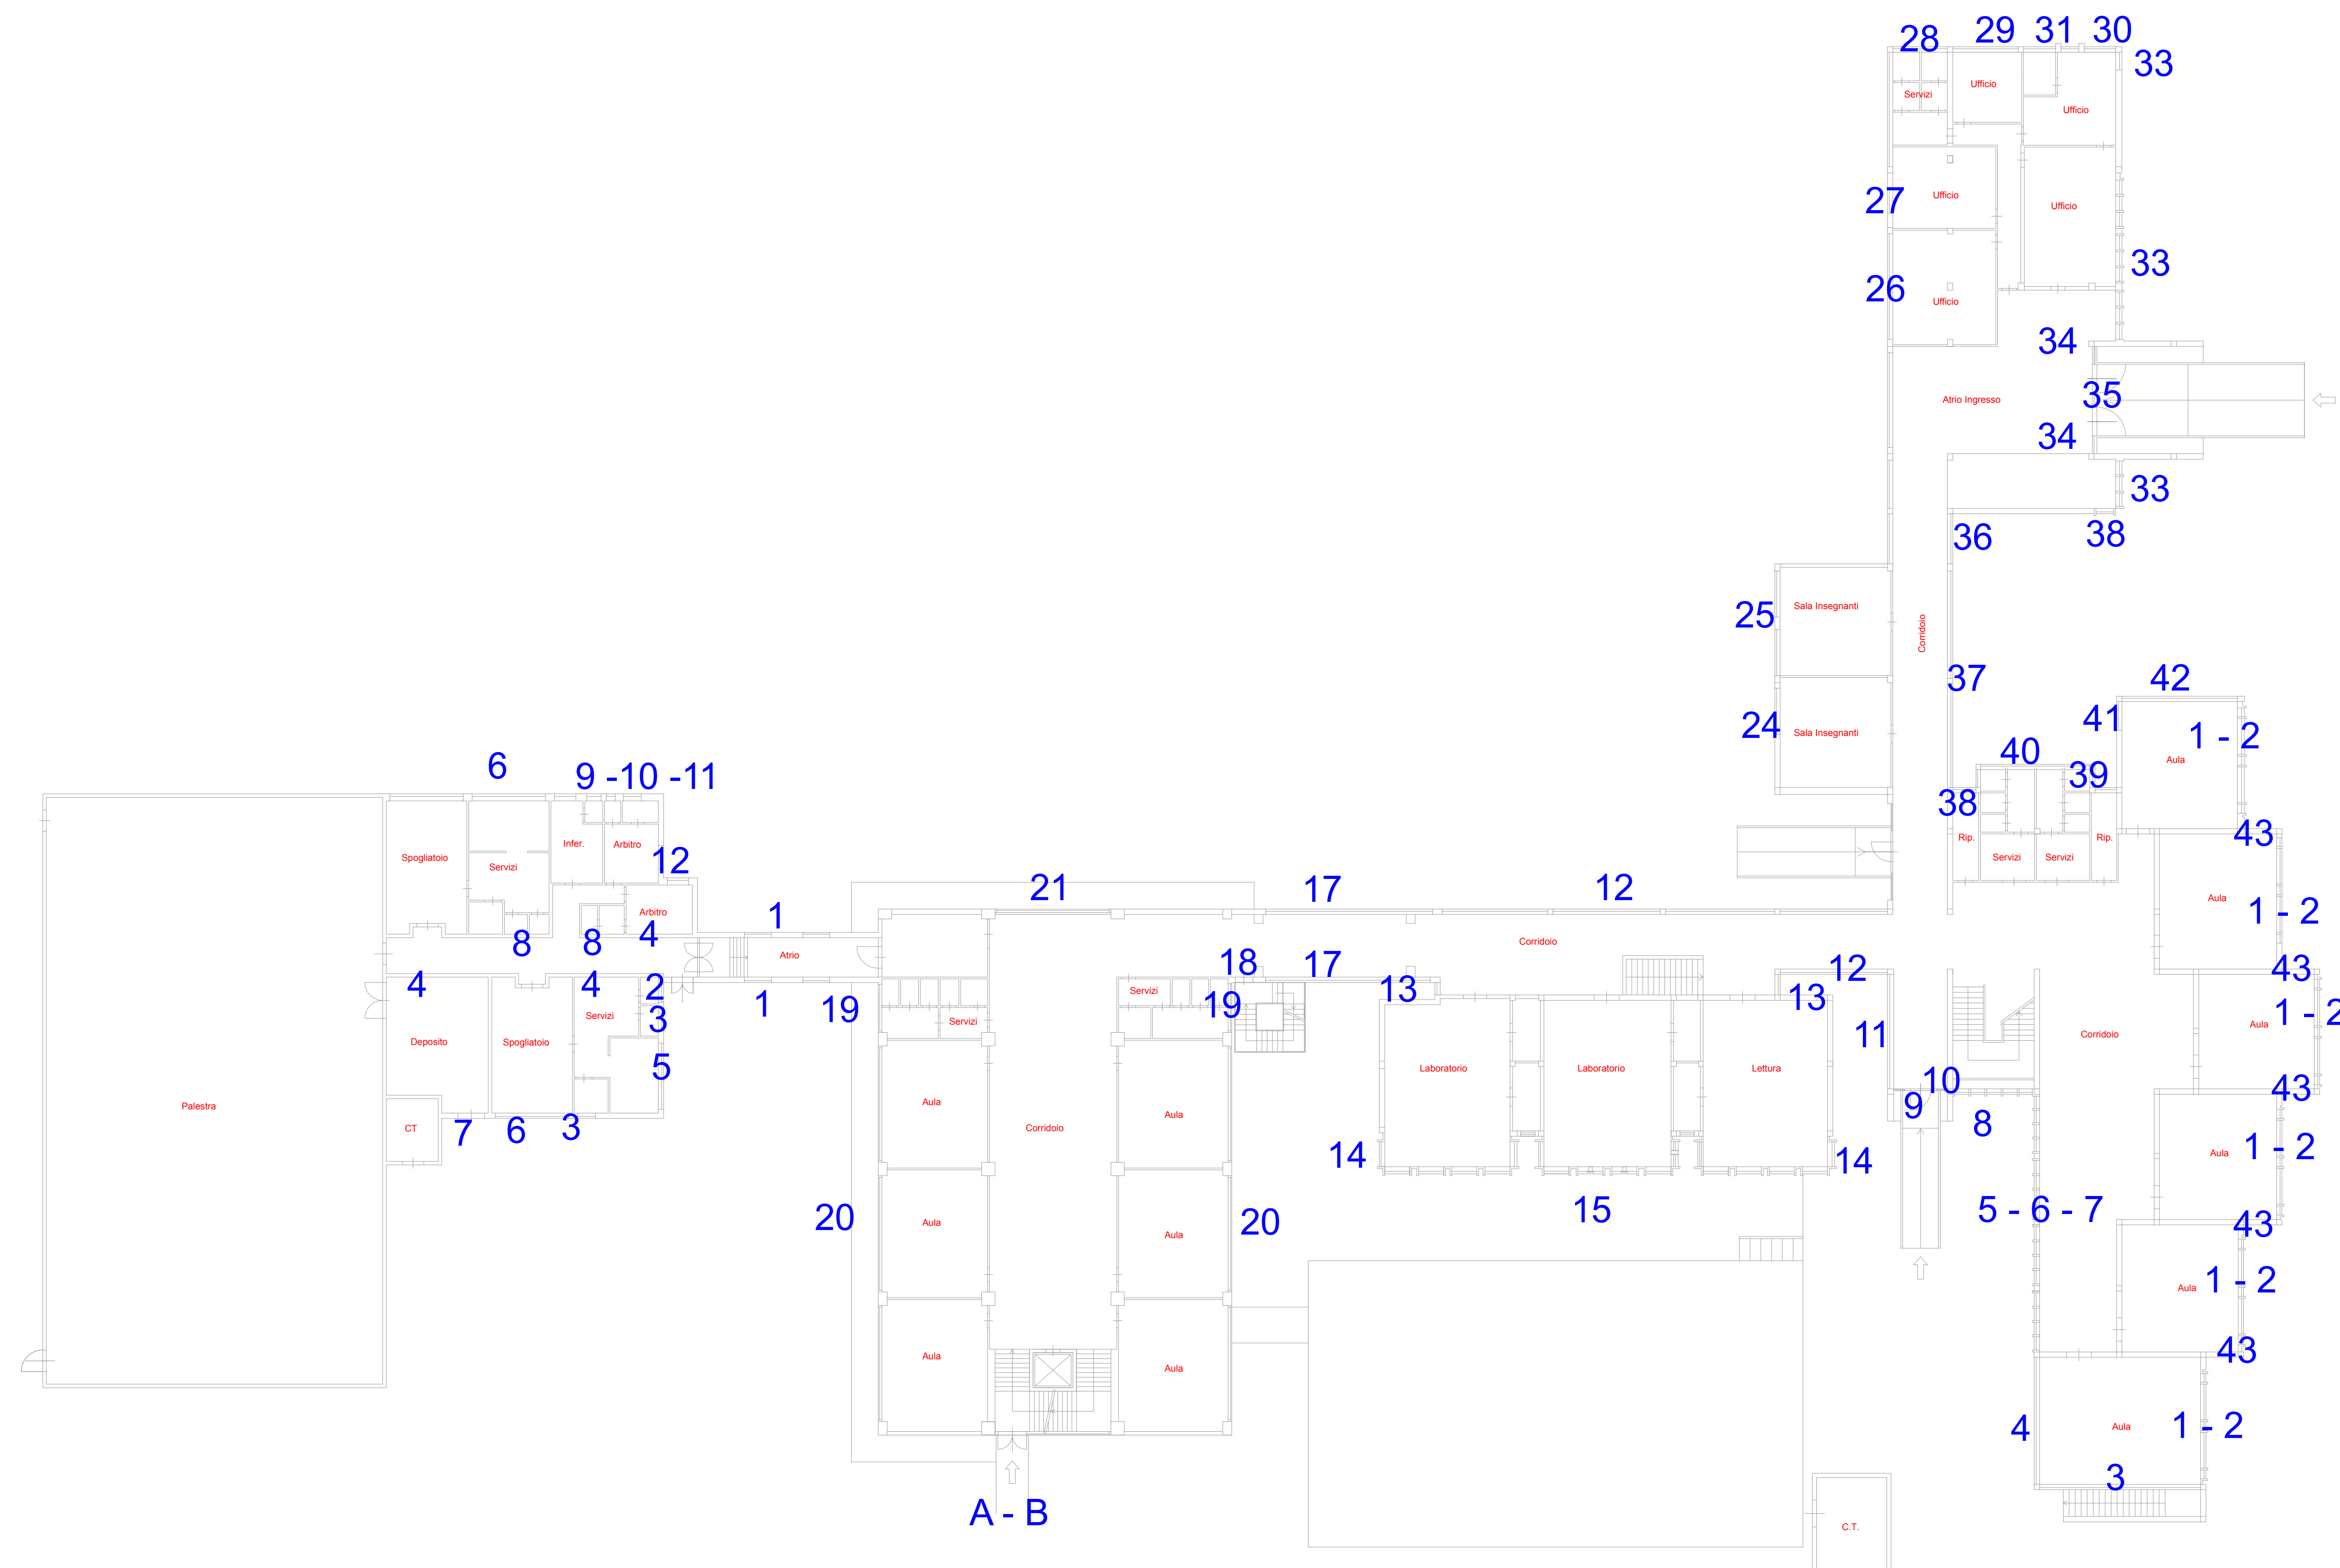 28 29 31 30
33
Ufficio
Servizi
Ufficio
27 Ufficio
Ufficio
33
26 Ufficio
34
35
Atrio Ingresso
34
33
36 38
25 Sala Insegnanti
Corridoio
37 42
41
24 Sala Insegnanti
1 - 2
40
Aula
6 9 -10 -11
39
38
43
Rip. Rip.
Infer. Arbitro
Spogliatoio 12 Servizi Servizi
Servizi
21 17 12
Aula
1 - 2
Arbitro
1
4
8 8
Corridoio
Atrio
18 17 12 43
4 4 2
13 13
1 19 19
Servizi
3 Servizi
Servizi
1 - 2
Aula
11 Corridoio
Deposito Spogliatoio
5 Laboratorio Laboratorio Lettura
10 43
Aula
9
Palestra
Aula
8
CT 7 6 3
Corridoio
14 14
1 - 2
Aula
15 5 - 6 - 7
20 Aula 20
Aula
43
1 - 2
Aula
43
Aula
Aula
4 Aula 1 - 2
3
A - B
C.T.